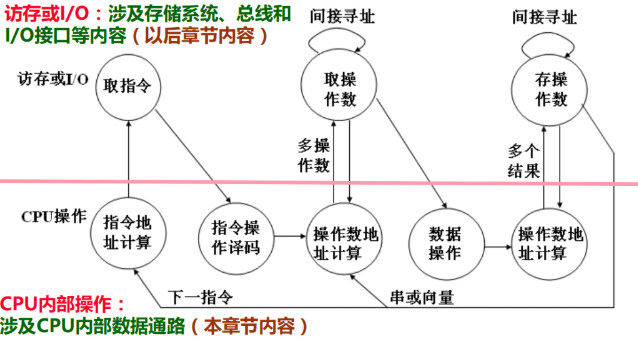 访存或I/O：涉及存储系统、总线和
I/O接口等内容（以后章节内容）
间接寻址
间接寻址
访存或I/O
取指令
取操
作数
存操
作数
多操
作数
多个
结果
CPU操作
指令地
址计算
指令操
作译码
操作数地
址计算
数据
操作
操作数地
址计算
下一指令
串或向量
CPU内部操作：
涉及CPU内部数据通路（本章节内容）